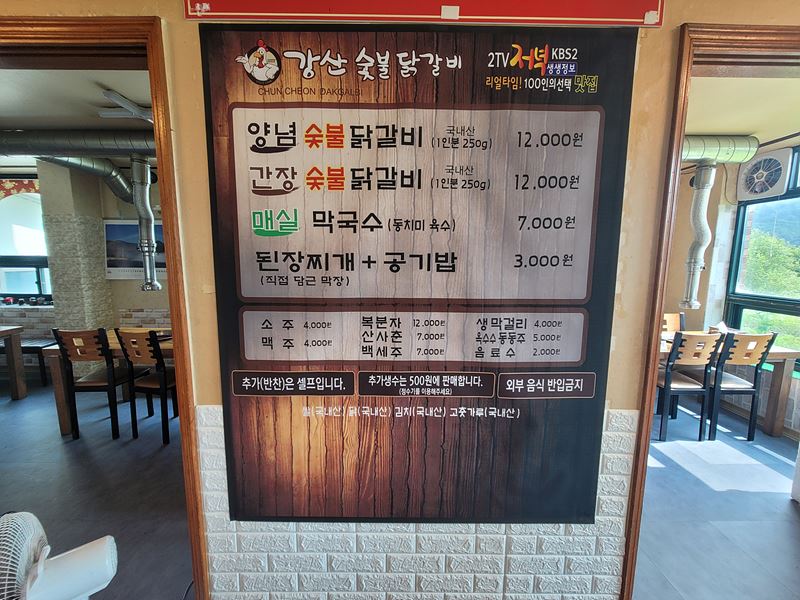 강산 숯불 닭갈비
CHUN CHEON DAKGALBI
2TV 저녁 KBS2 생생정보
리얼타임! 100인의선택 맛집
양념 숯불 닭갈비 국내산 (1인분 250g) 12.000원
간장 숯불 닭갈비 국내산 (1인분 250g) 12.000원
매실 막국수 (동치미 육수) 7.000원
된장찌개 + 공기밥 3.000원
(직접 담근 막장)
소 주 4.000원
맥 주 4.000원
복분자 12.000원
산사춘 7.000원
백세주 7.000원
생막걸리 4.000원
옥수수동동주 5.000원
음료수 2.000원
추가(반찬)은 셀프입니다.
추가생수는 500원에 판매합니다.
(정수기를 이용해주세요)
외부 음식 반입금지
쌀(국내산) 닭(국내산) 김치(국내산) 고춧가루(국내산)